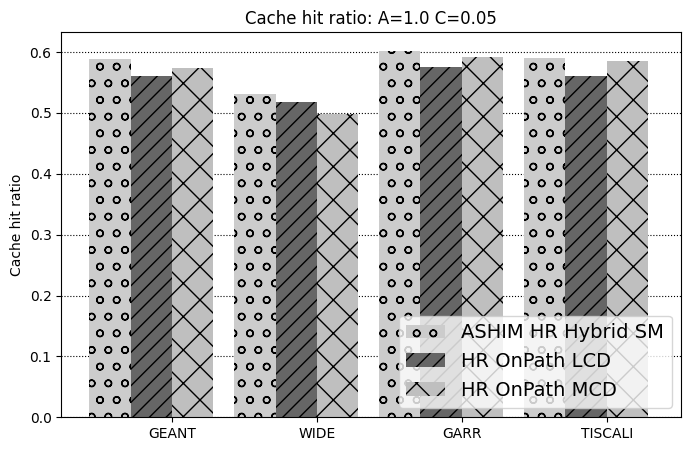 Cache hit ratio: A=1.0 C=0.05
Cache hit ratio
0.6
0.5
0.4
0.3
0.2
0.1
0.0
ASHIM HR Hybrid SM
HR OnPath LCD
HR OnPath MCD
GEANT
WIDE
GARR
TISCALI